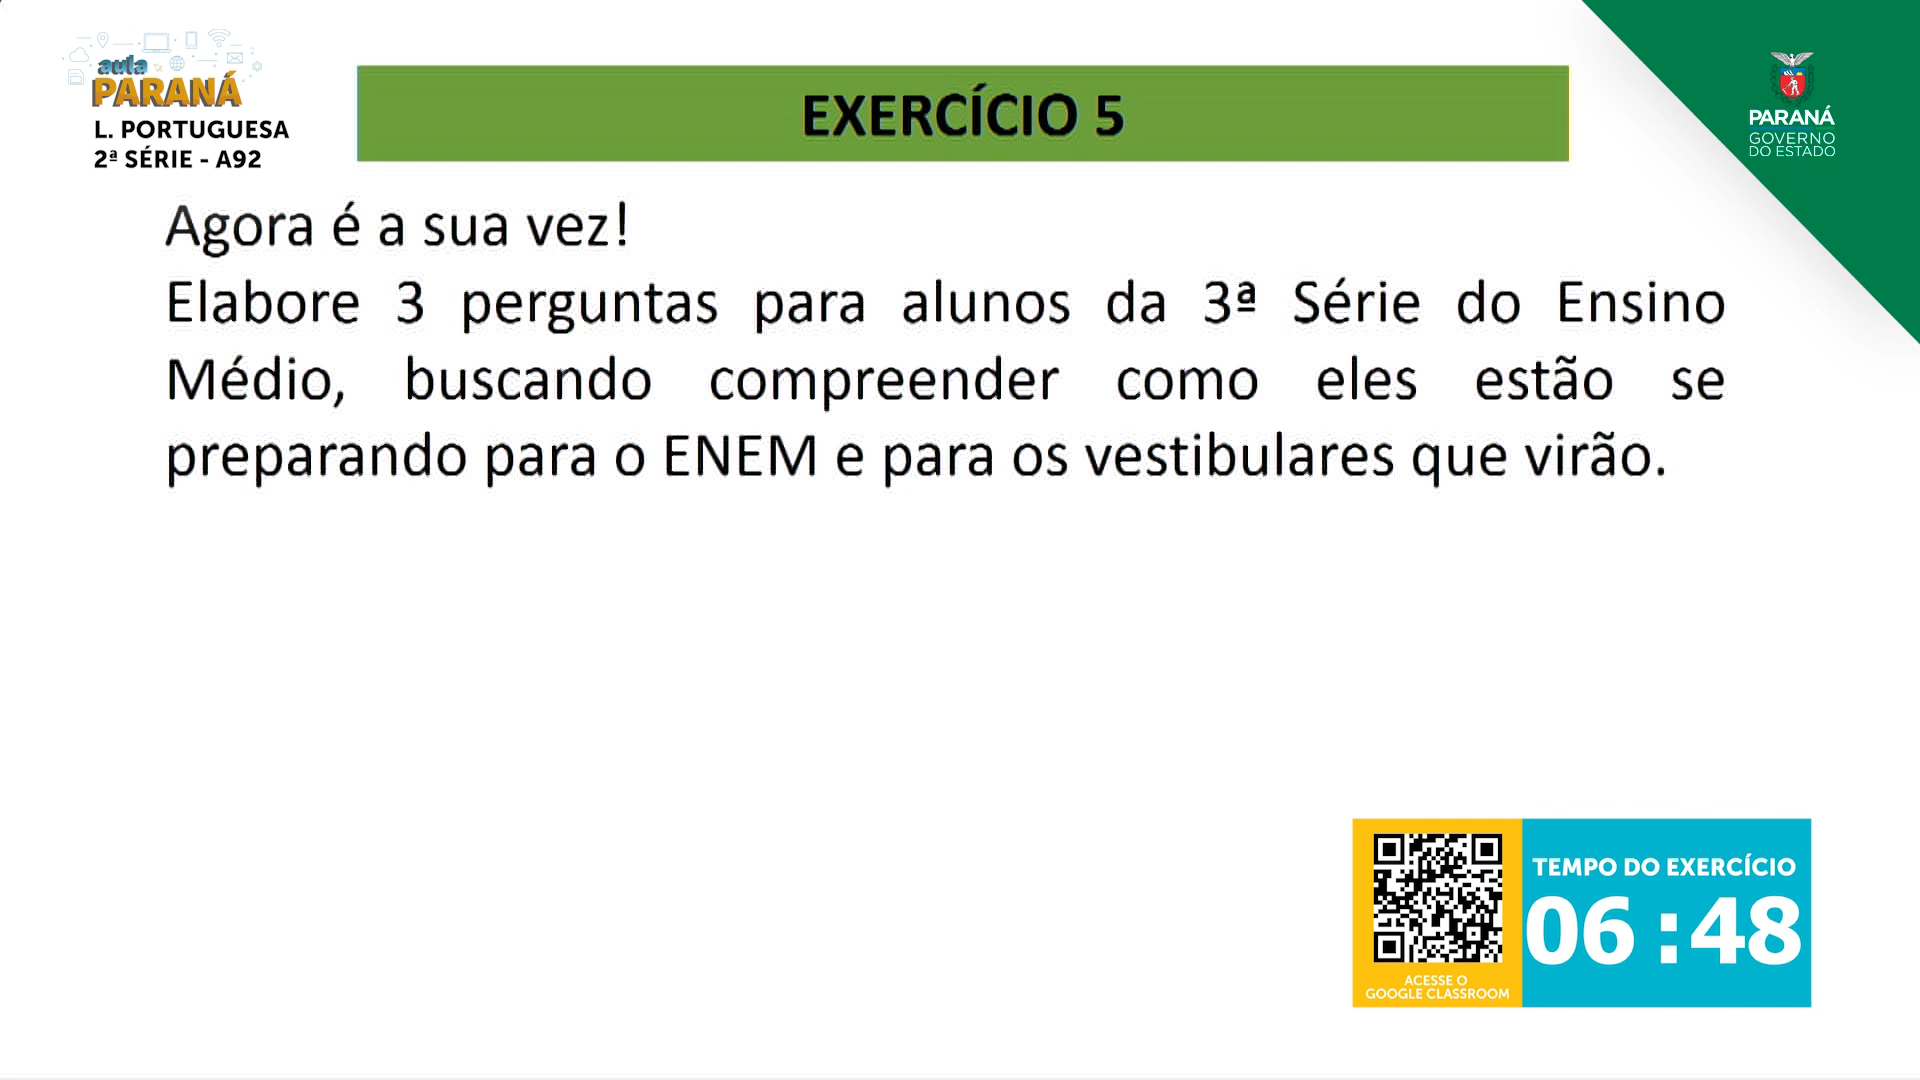 aula
PARANÁ
L. PORTUGUESA
2ª SÉRIE - A92
EXERCÍCIO 5
PARANÁ
GOVERNO
DO ESTADO
Agora é a sua vez!
Elabore 3 perguntas para alunos da 3ª Série do Ensino
Médio, buscando compreender como eles estão se
preparando para o ENEM e para os vestibulares que virão.
TEMPO DO EXERCÍCIO
06 :48
ACESSE O
GOOGLE CLASSROOM